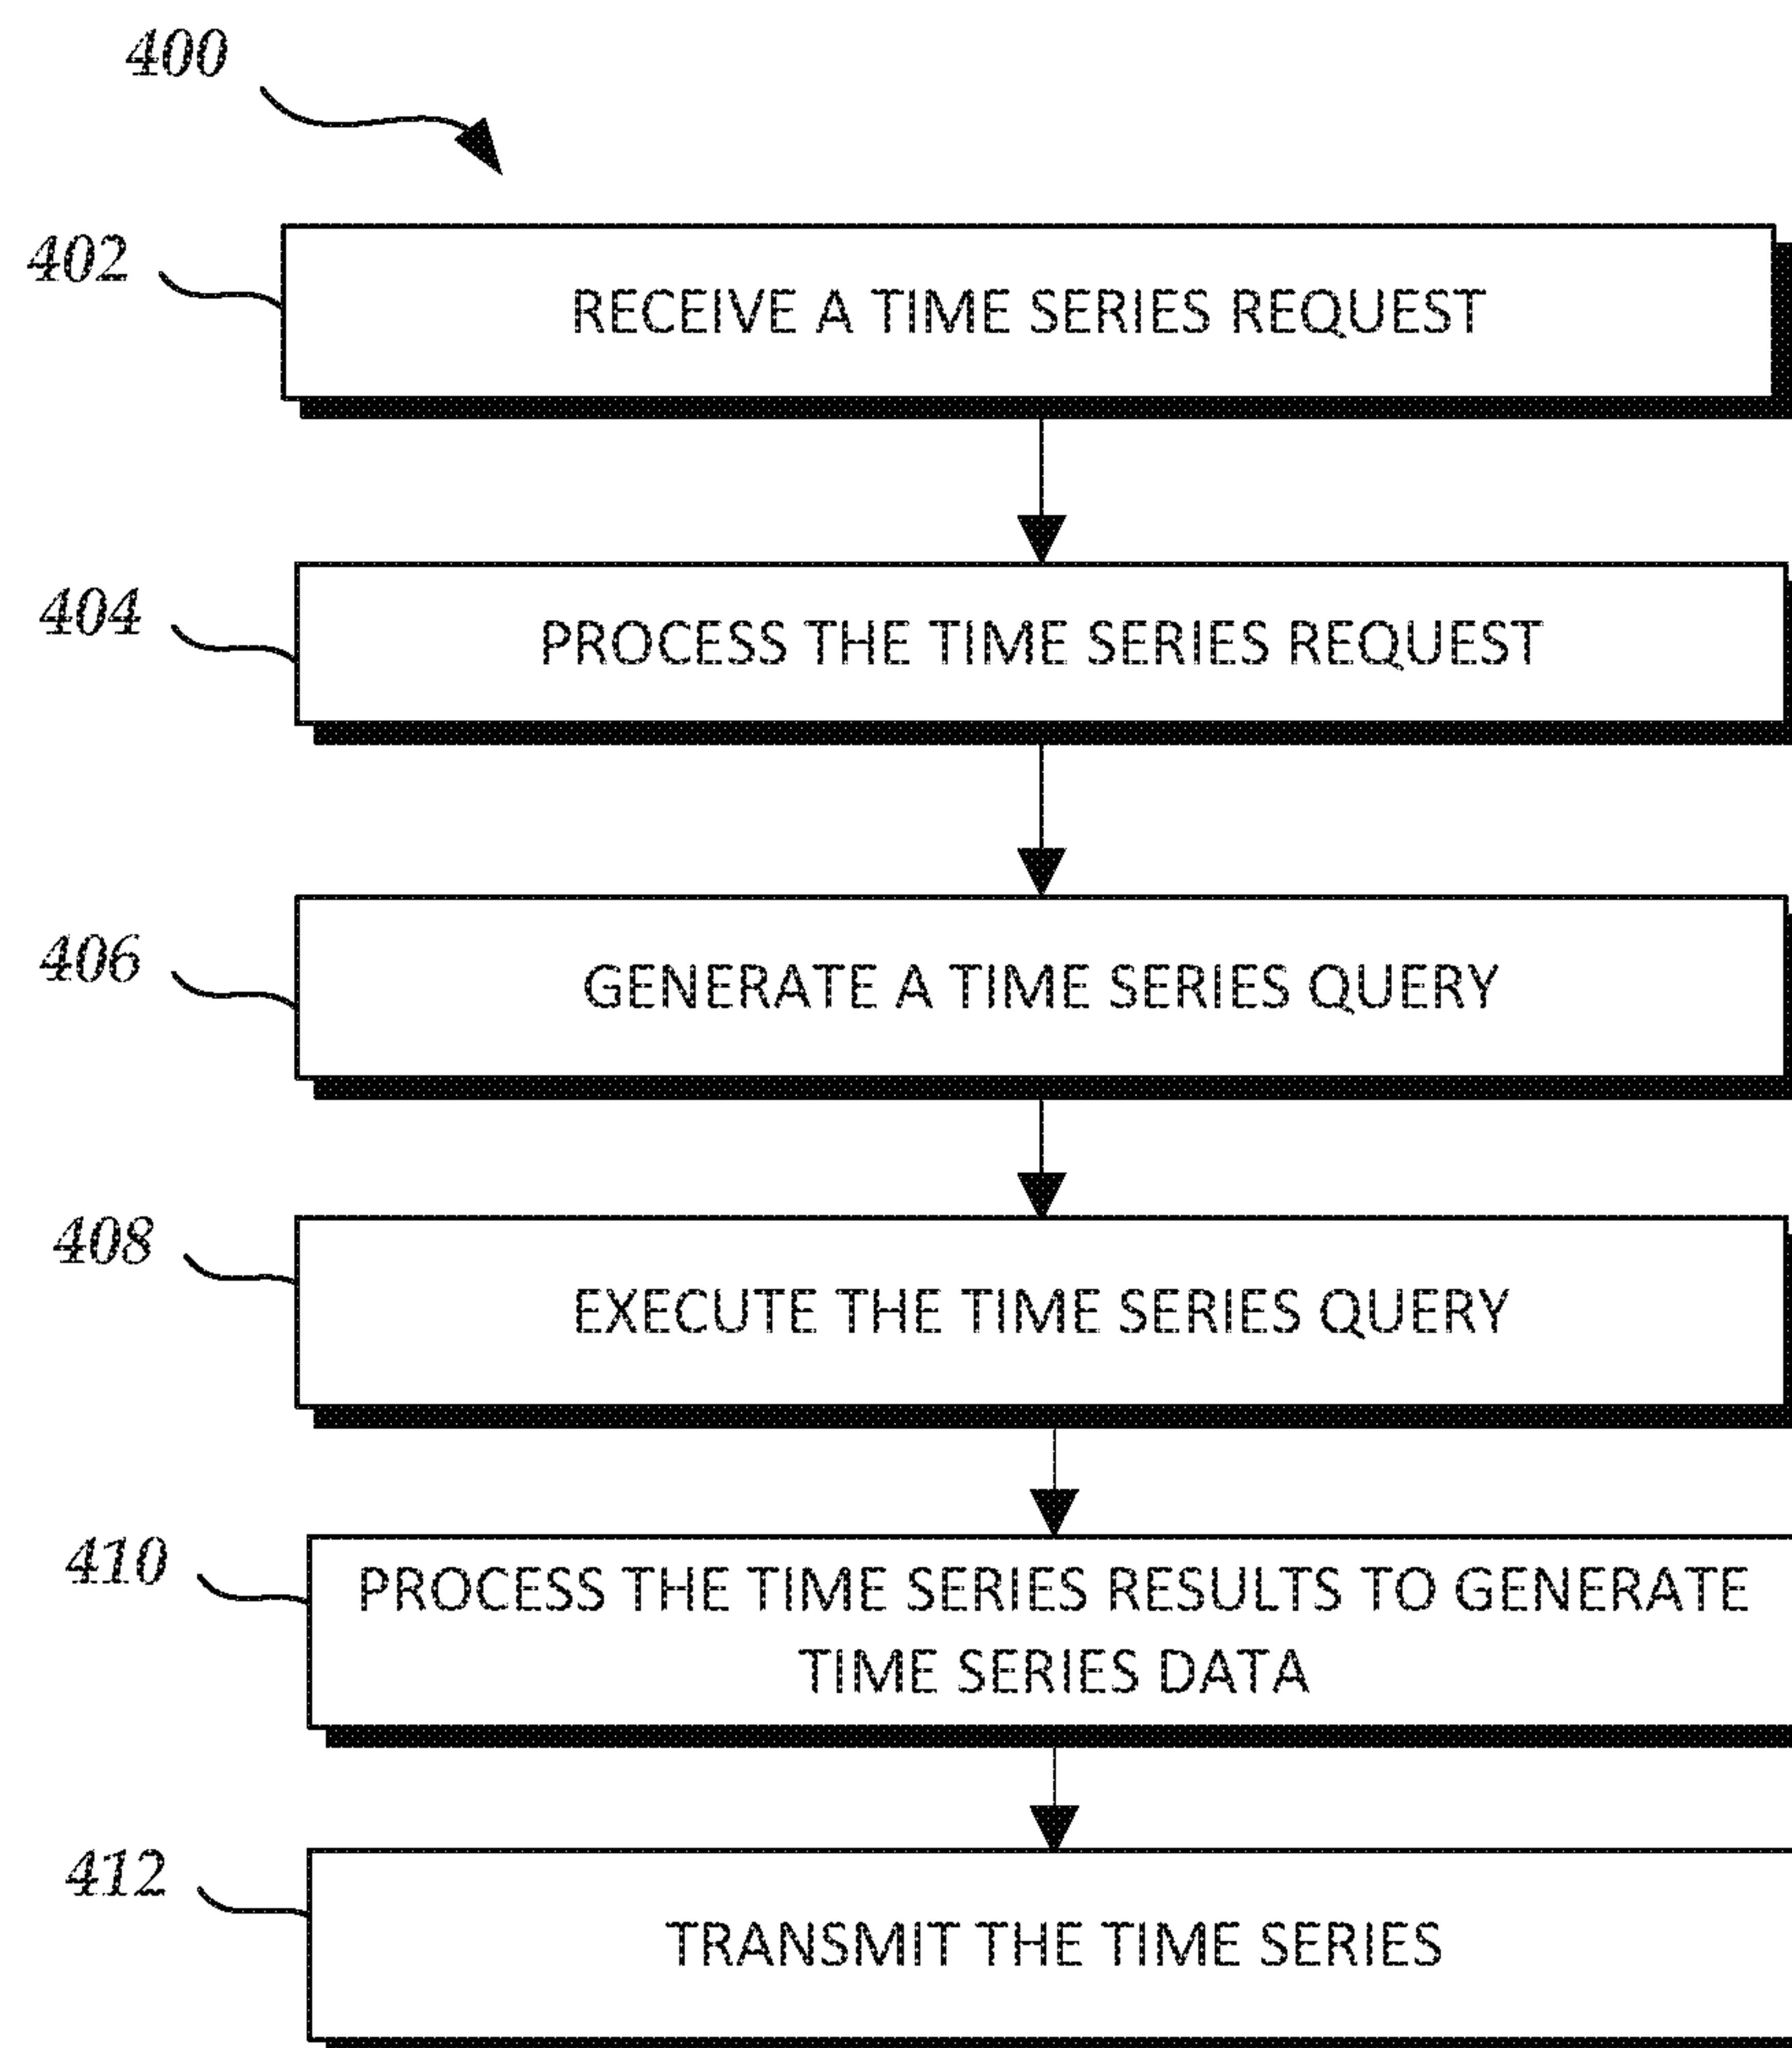 400
402
RECEIVE A TIME SERIES REQUEST
404
PROCESS THE TIME SERIES REQUEST
406
GENERATE A TIME SERIES QUERY
408
EXECUTE THE TIME SERIES QUERY
410
PROCESS THE TIME SERIES RESULTS TO GENERATE
TIME SERIES DATA
412
TRANSMIT THE TIME SERIES